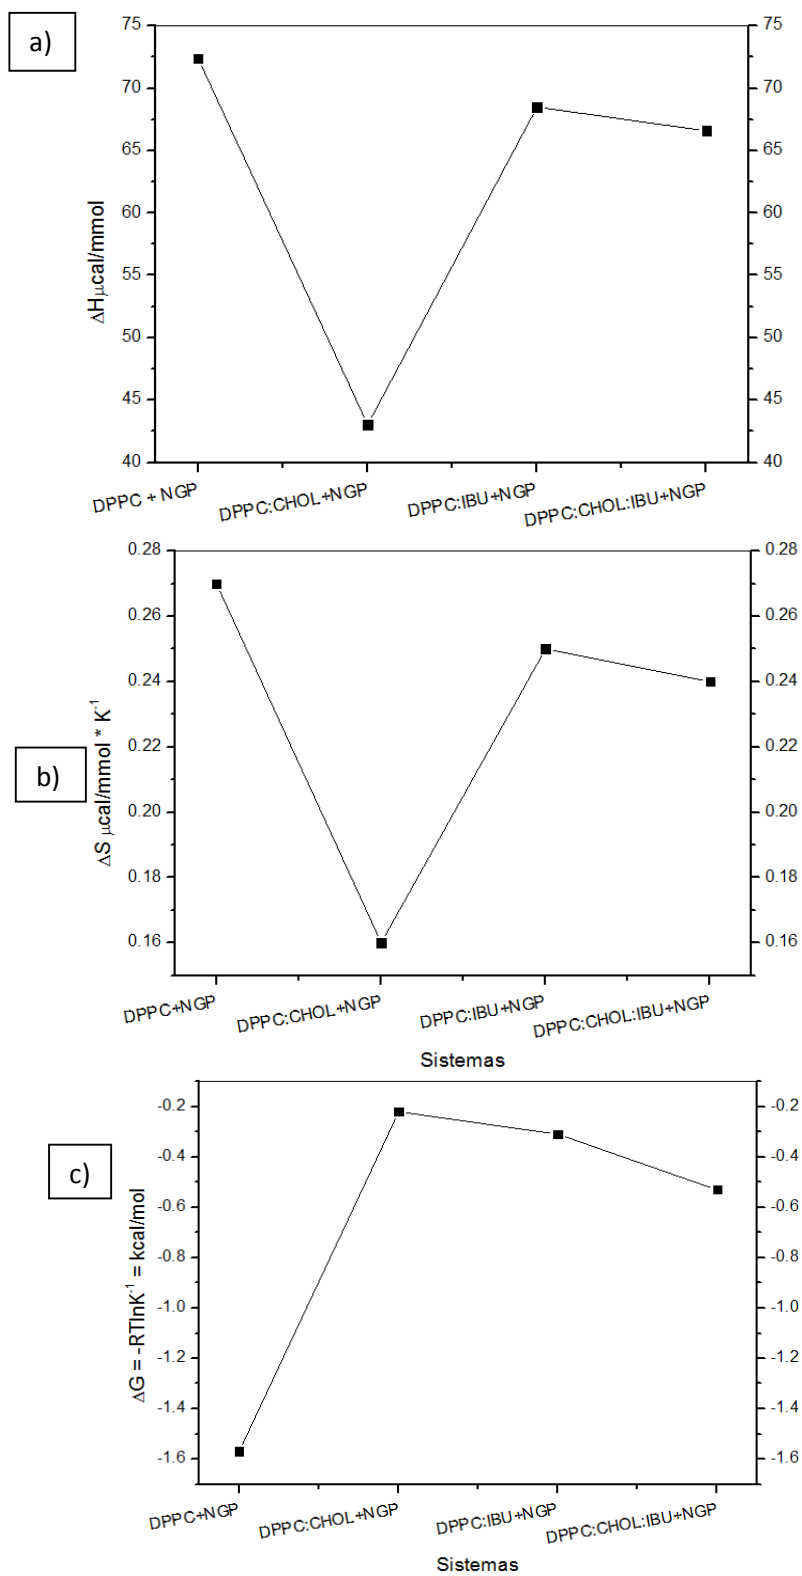 a)
75
70
65
60
55
50
45
40
ΔHμcal/mmol
75
70
65
60
55
50
45
40
DPPC + NGP
DPPC:CHOL+NGP
DPPC:IBU+NGP
DPPC:CHOL:IBU+NGP
b)
0.28
0.26
0.24
0.22
0.20
0.18
0.16
ΔS μcal/mmol * K⁻¹
0.28
0.26
0.24
0.22
0.20
0.18
0.16
DPPC+NGP
DPPC:CHOL+NGP
DPPC:IBU+NGP
DPPC:CHOL:IBU+NGP
Sistemas
c)
-0.2
-0.4
-0.6
-0.8
-1.0
-1.2
-1.4
-1.6
ΔG = -RTlnK⁻¹ = kcal/mol
-0.2
-0.4
-0.6
-0.8
-1.0
-1.2
-1.4
-1.6
DPPC+NGP
DPPC:CHOL+NGP
DPPC:IBU+NGP
DPPC:CHOL:IBU+NGP
Sistemas